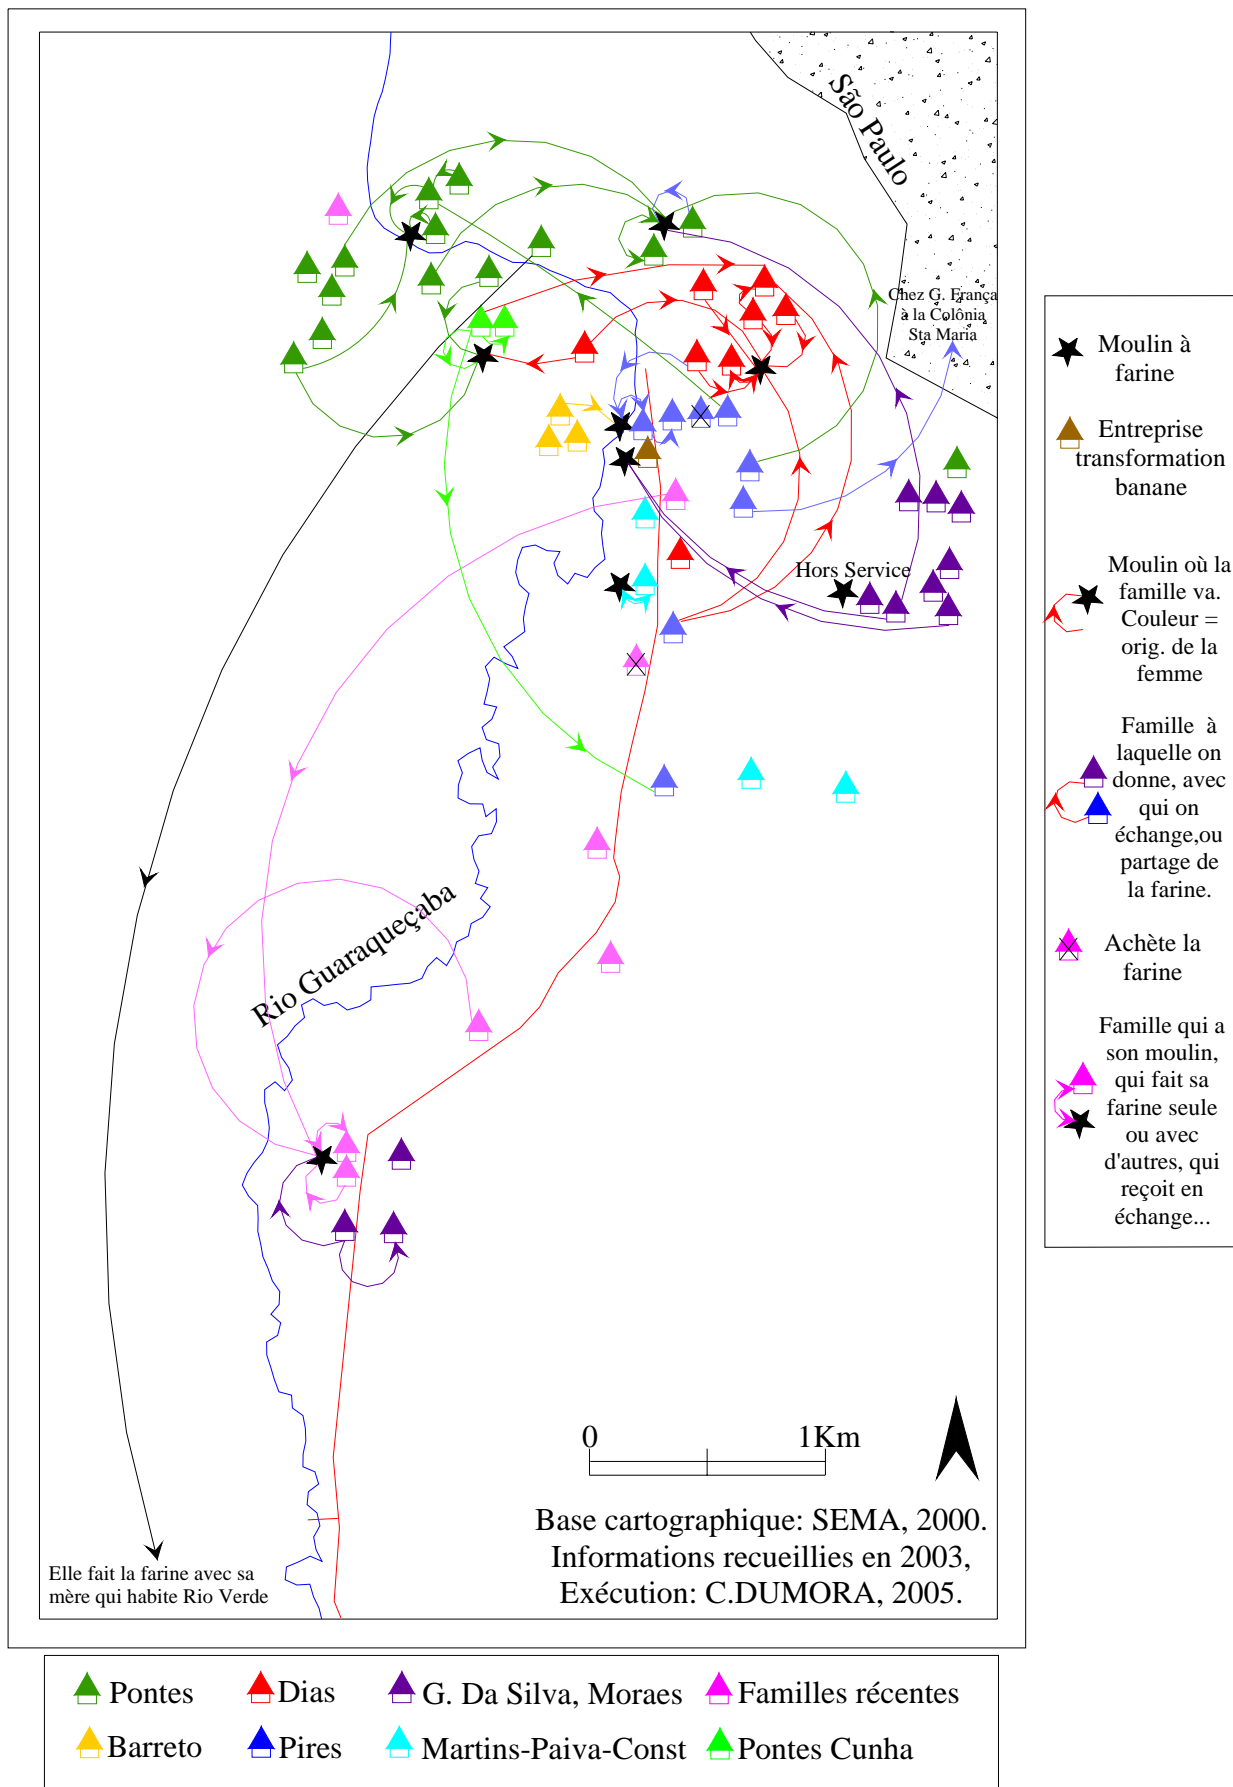 São Paulo
Chez G. França
à la Colônia
Sta Maria
Hors Service
Rio Guaraqueçaba
0 1Km
Base cartographique: SEMA, 2000.
Informations recueillies en 2003,
Exécution: C.DUMORA, 2005.
Elle fait la farine avec sa
mère qui habite Rio Verde
Moulin à
farine
Entreprise
transformation
banane
Moulin où la
famille va.
Couleur =
orig. de la
femme
Famille à
laquelle on
donne, avec
qui on
échange,ou
partage de
la farine.
Achète la
farine
Famille qui a
son moulin,
qui fait sa
farine seule
ou avec
d'autres, qui
reçoit en
échange...
Pontes Dias G. Da Silva, Moraes Familles récentes
Barreto Pires Martins-Paiva-Const Pontes Cunha